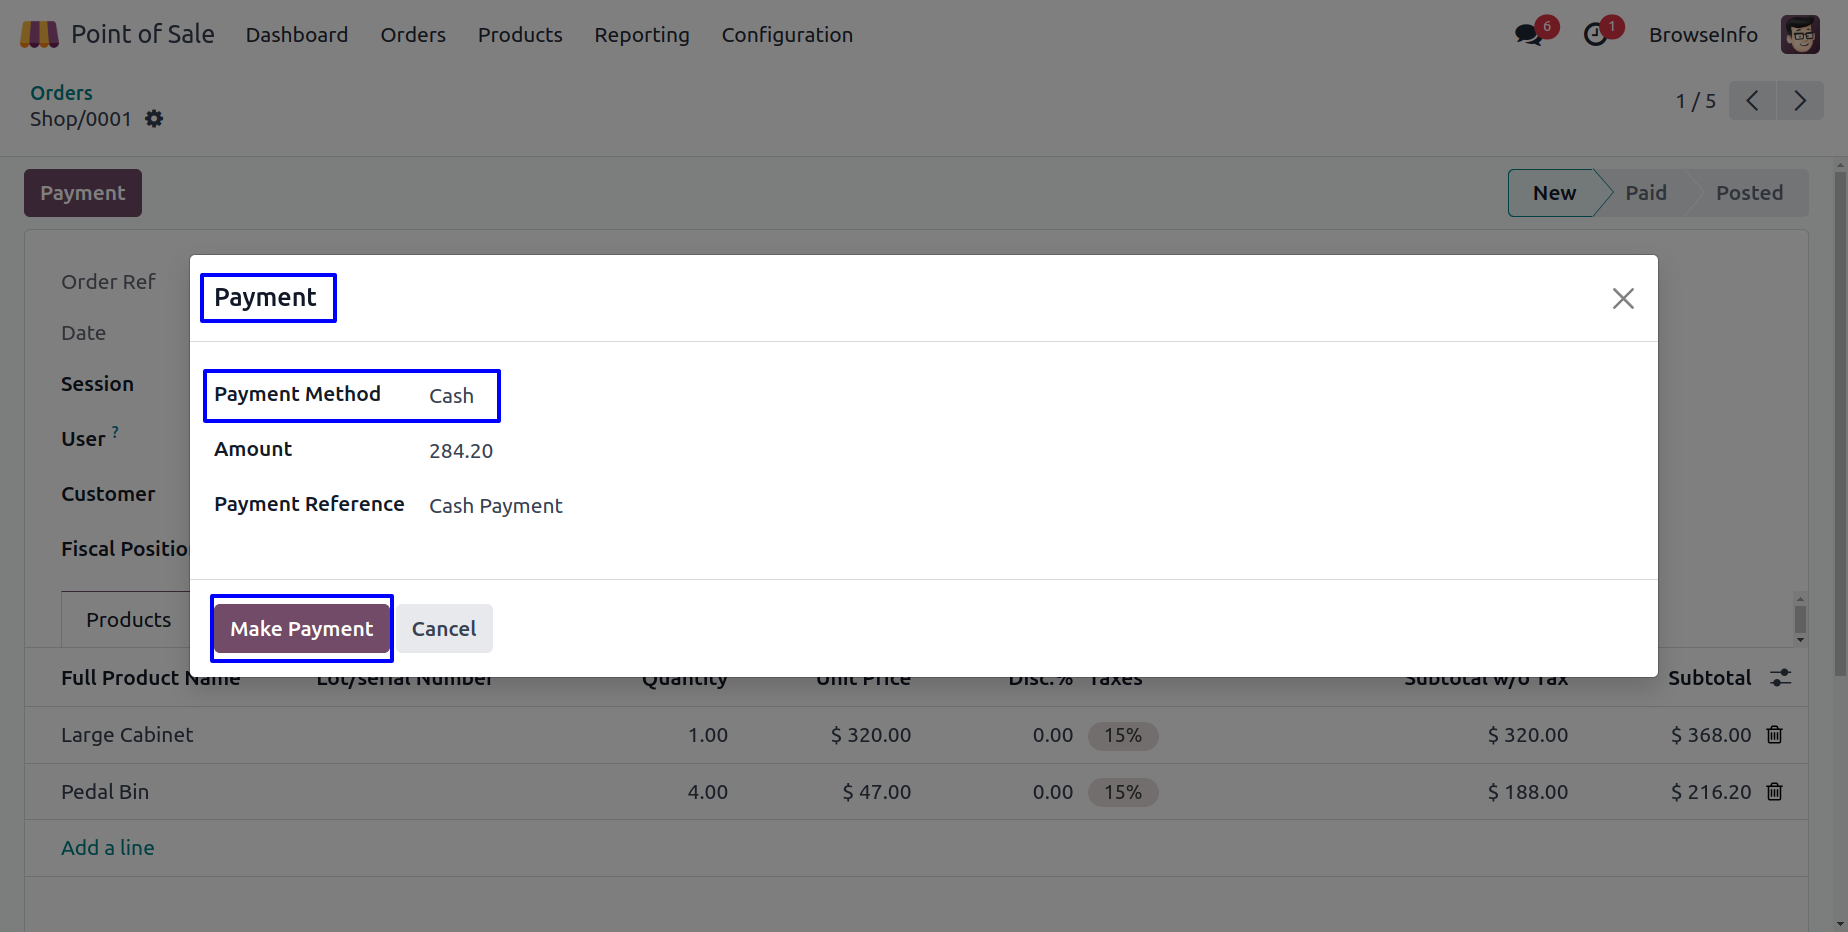 Point of Sale Dashboard Orders Products Reporting Configuration 6 1 BrowseInfo
Orders
Shop/0001 1 / 5
Payment New Paid Posted
Order Ref
Date
Session
User ?
Customer
Fiscal Position
Products
Payment
Payment Method Cash
Amount 284.20
Payment Reference Cash Payment
Make Payment Cancel
Full Product Name Lot/serial Number Quantity Unit Price Disc.% Taxes Subtotal w/o Tax Subtotal
Large Cabinet 1.00 $ 320.00 0.00 15% $ 320.00 $ 368.00
Pedal Bin 4.00 $ 47.00 0.00 15% $ 188.00 $ 216.20
Add a line